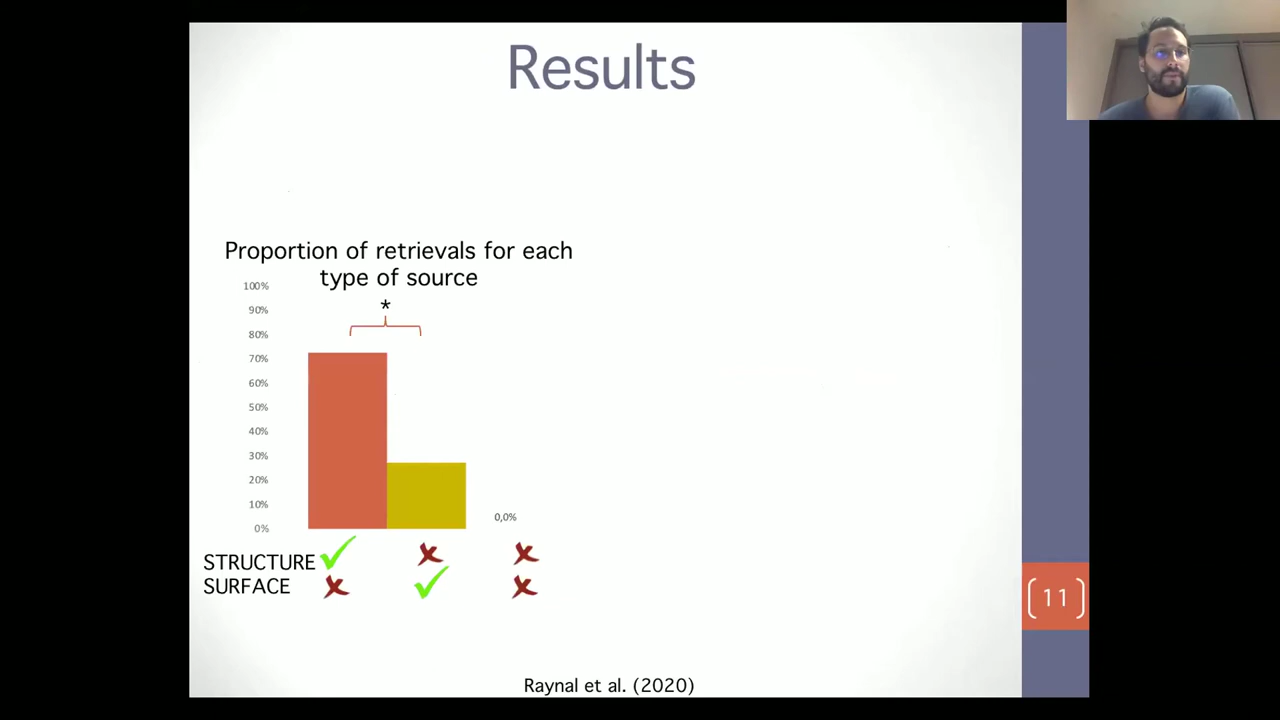 Results
Proportion of retrievals for each
type of source
*
100%
90%
80%
70%
60%
50%
40%
30%
20%
10%
0%
0,0%
STRUCTURE
SURFACE
11
Raynal et al. (2020)